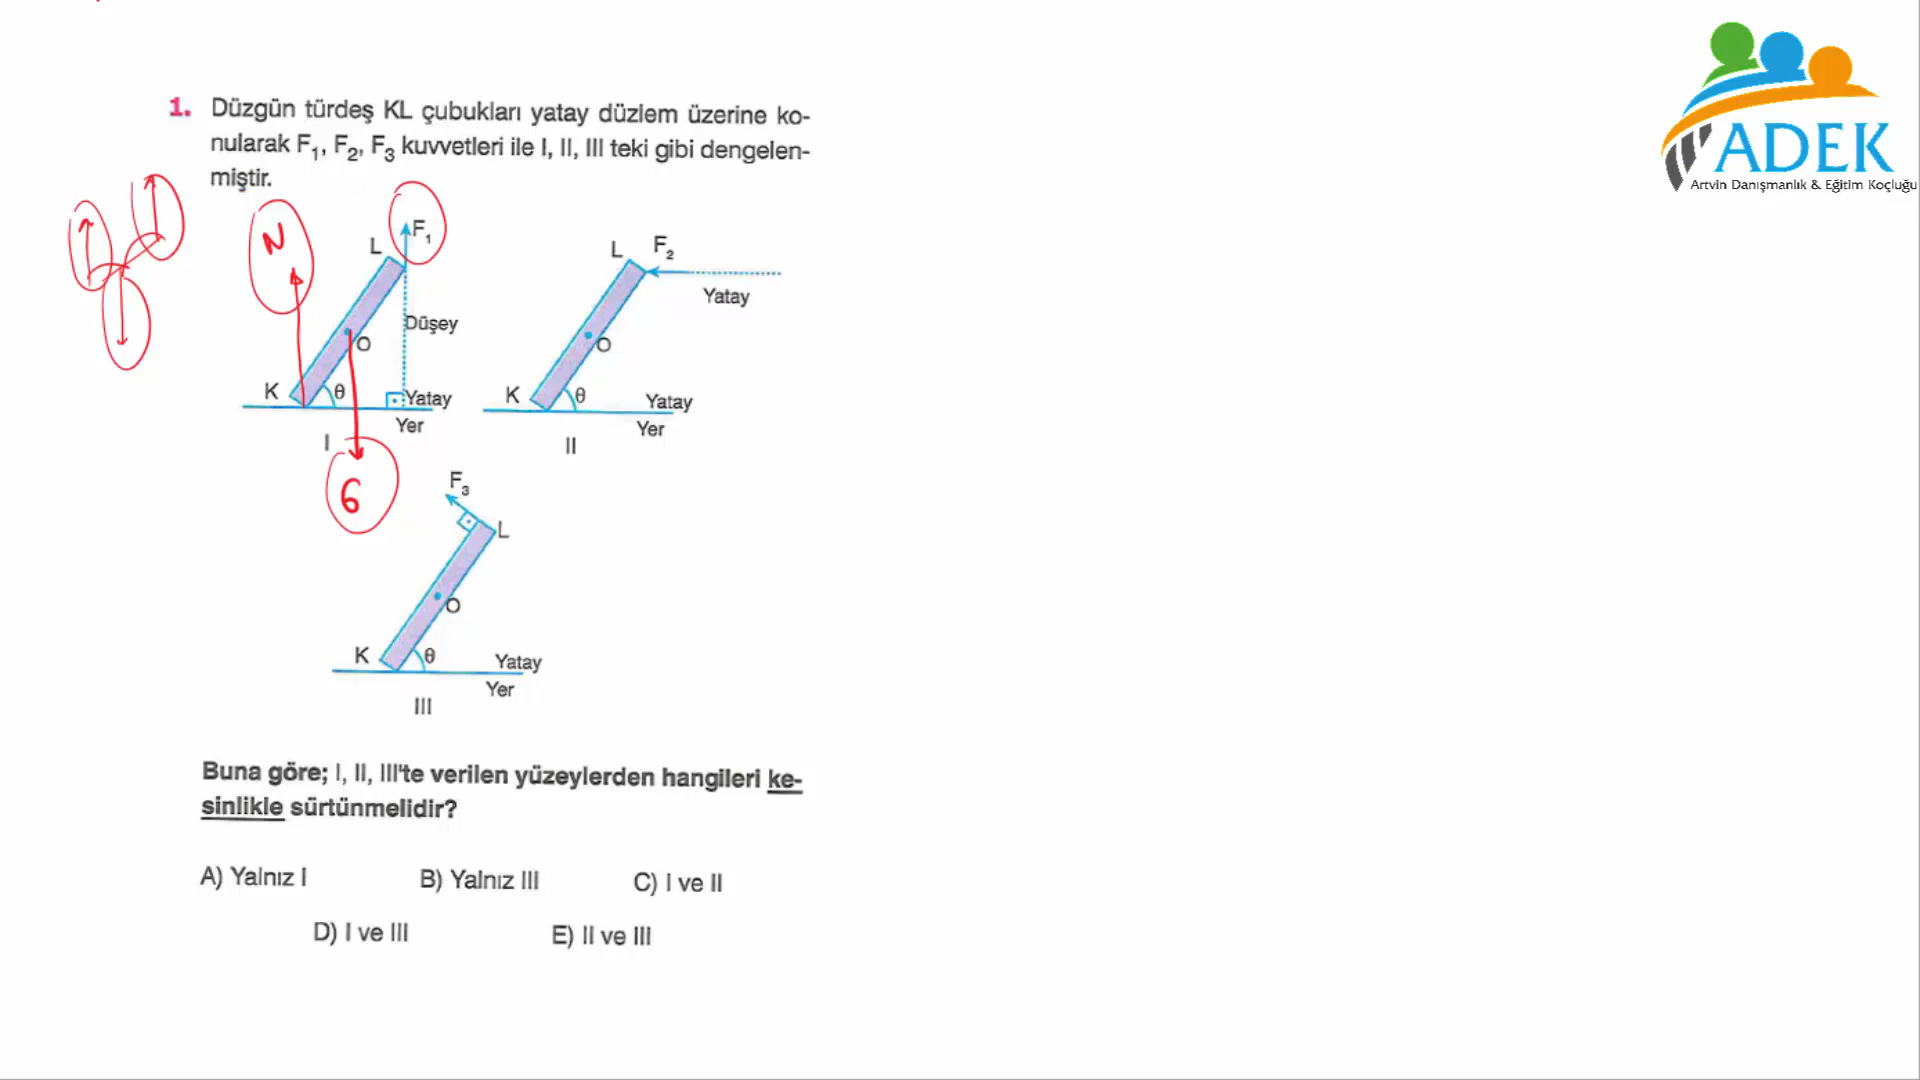 ADEK
Artvin Danışmanlık & Eğitim Koçluğu
1. Düzgün türdeş KL çubukları yatay düzlem üzerine ko-
nularak F₁, F₂, F₃ kuvvetleri ile I, II, III teki gibi dengelen-
miştir.
N
L
F₁
Düşey
O
K
θ
Yatay
Yer
I
G
L
F₂
Yatay
O
K
θ
Yatay
Yer
II
F₃
L
O
K
θ
Yatay
Yer
III
Buna göre; I, II, III'te verilen yüzeylerden hangileri ke-
sinlikle sürtünmelidir?
A) Yalnız I B) Yalnız III C) I ve II
D) I ve III E) II ve III